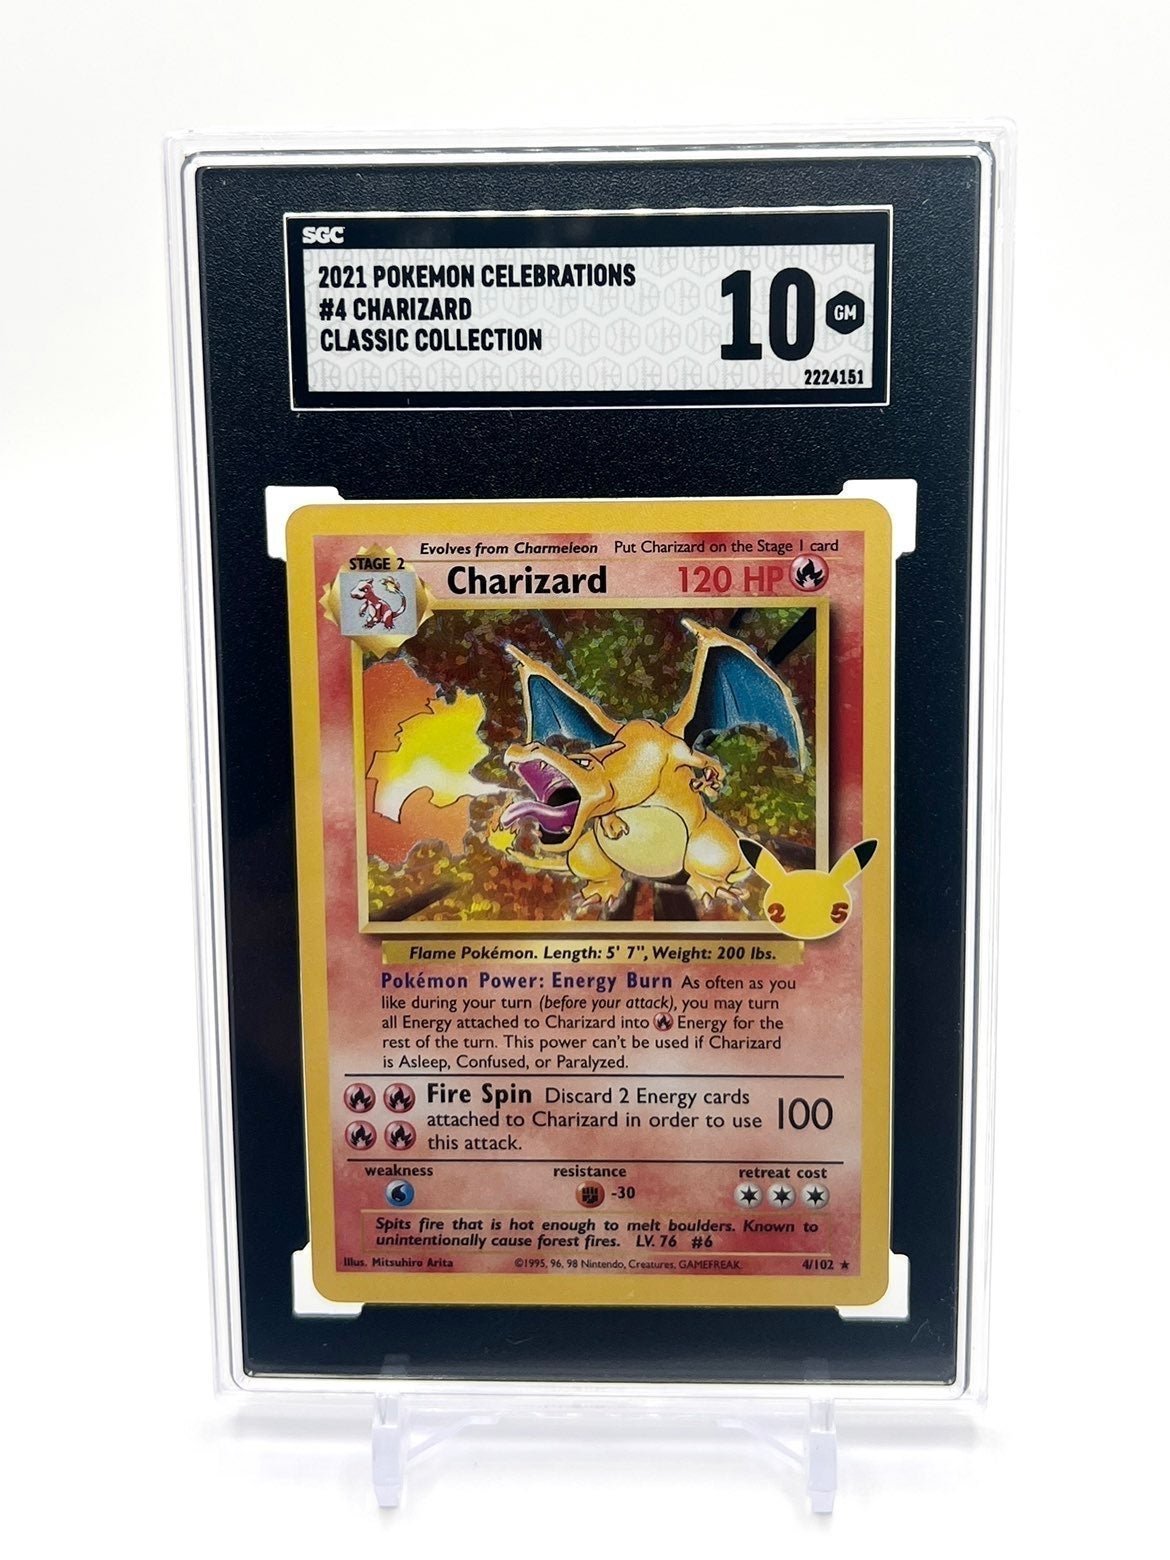 SGC
2021 POKEMON CELEBRATIONS
#4 CHARIZARD
CLASSIC COLLECTION
10 GM
2224151
Evolves from Charmeleon Put Charizard on the Stage 1 card
STAGE 2
Charizard 120 HP
25
Flame Pokémon. Length: 5' 7", Weight: 200 lbs.
Pokémon Power: Energy Burn As often as you
like during your turn (before your attack), you may turn
all Energy attached to Charizard into Energy for the
rest of the turn. This power can't be used if Charizard
is Asleep, Confused, or Paralyzed.
Fire Spin Discard 2 Energy cards
attached to Charizard in order to use 100
this attack.
weakness resistance retreat cost
-30
Spits fire that is hot enough to melt boulders. Known to
unintentionally cause forest fires. LV. 76 #6
Illus. Mitsuhiro Arita ©1995, 96, 98 Nintendo, Creatures, GAMEFREAK. 4/102 ★